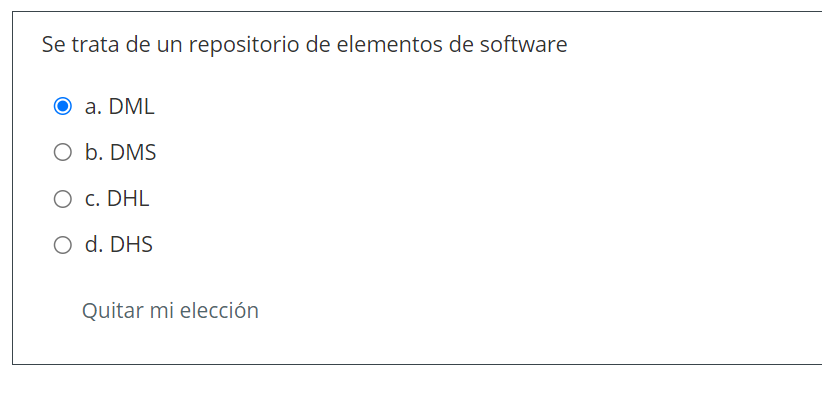 Se trata de un repositorio de elementos de software
a. DML
b. DMS
c. DHL
d. DHS
Quitar mi elección